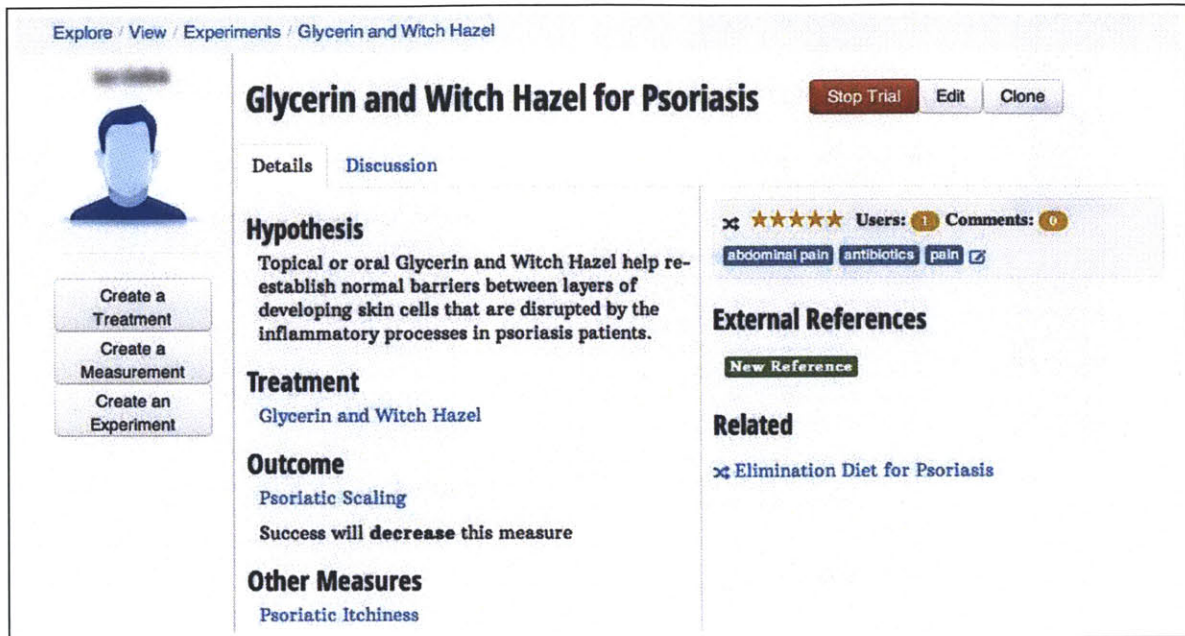 Explore / View / Experiments / Glycerin and Witch Hazel
Glycerin and Witch Hazel for Psoriasis
Stop Trial
Edit
Clone
Details
Discussion
Create a
Treatment
Create a
Measurement
Create an
Experiment
Hypothesis
Topical or oral Glycerin and Witch Hazel help re-
establish normal barriers between layers of
developing skin cells that are disrupted by the
inflammatory processes in psoriasis patients.
Treatment
Glycerin and Witch Hazel
Outcome
Psoriatic Scaling
Success will decrease this measure
Other Measures
Psoriatic Itchiness
Users: 1 Comments: 0
abdominal pain antibiotics pain
External References
New Reference
Related
Elimination Diet for Psoriasis